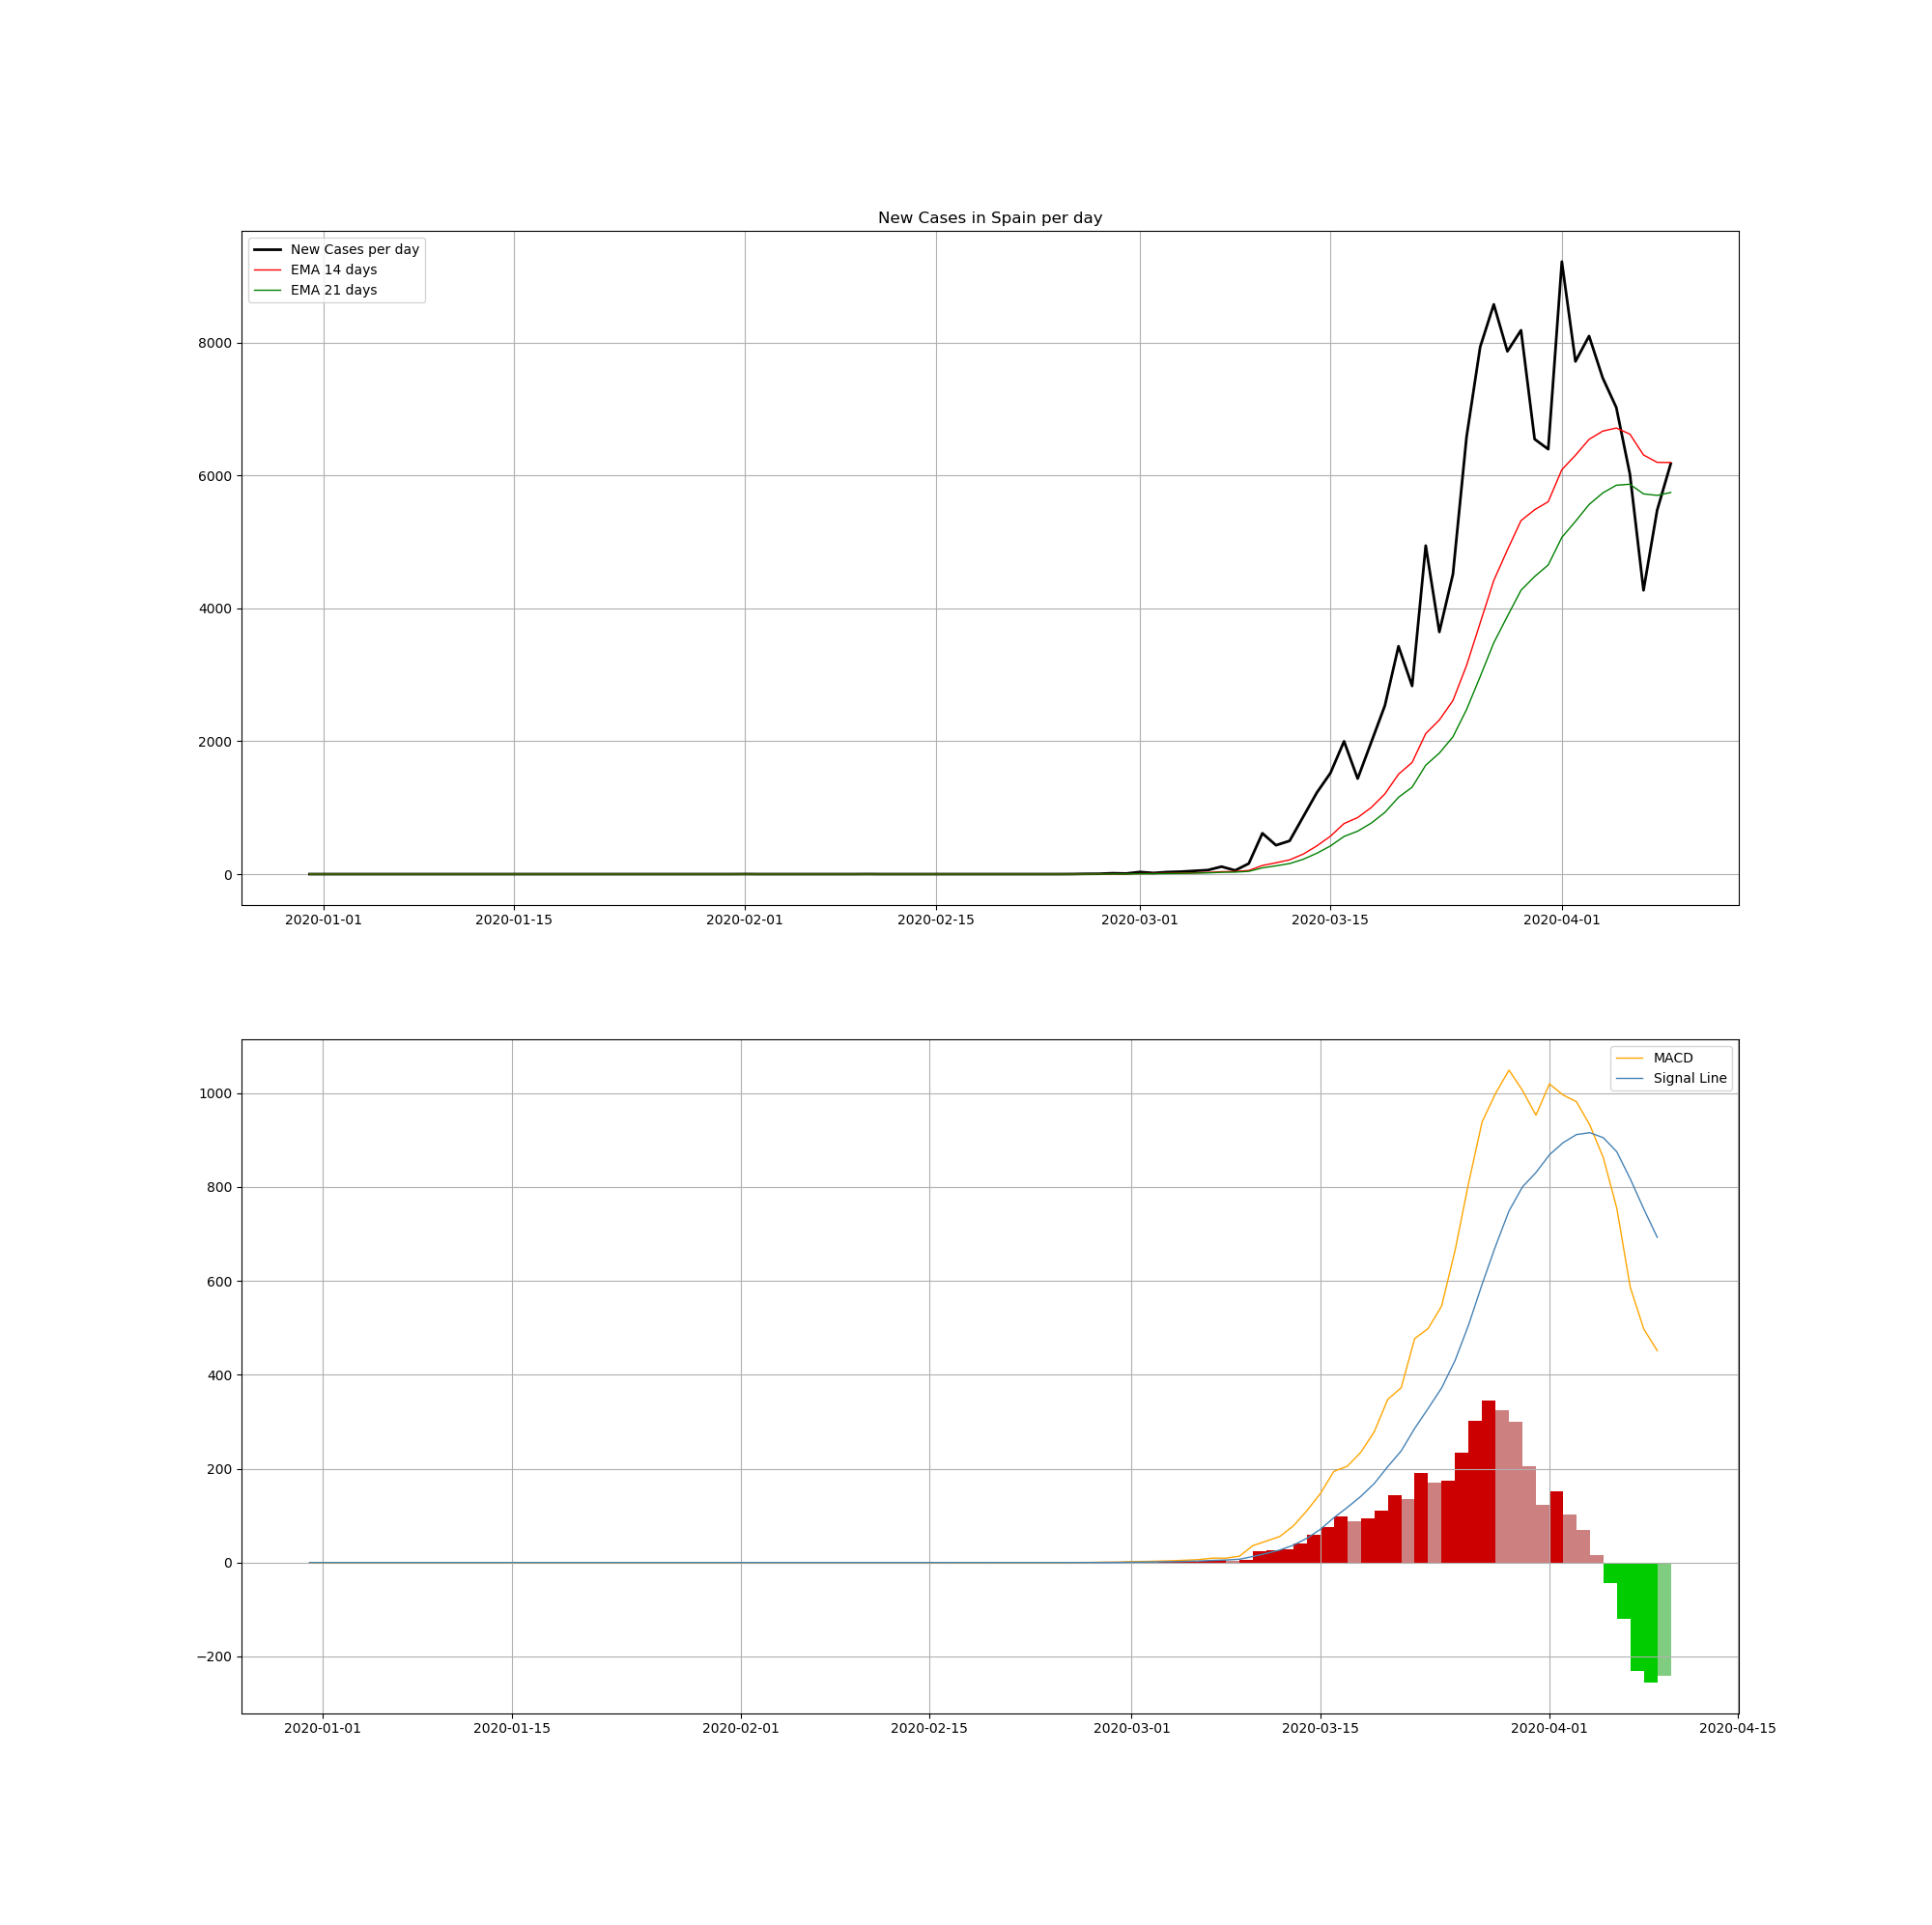 New Cases in Spain per day
New Cases per day
EMA 14 days
EMA 21 days
8000
6000
4000
2000
0
2020-01-01 2020-01-15 2020-02-01 2020-02-15 2020-03-01 2020-03-15 2020-04-01
MACD
Signal Line
1000
800
600
400
200
0
−200
2020-01-01 2020-01-15 2020-02-01 2020-02-15 2020-03-01 2020-03-15 2020-04-01 2020-04-15